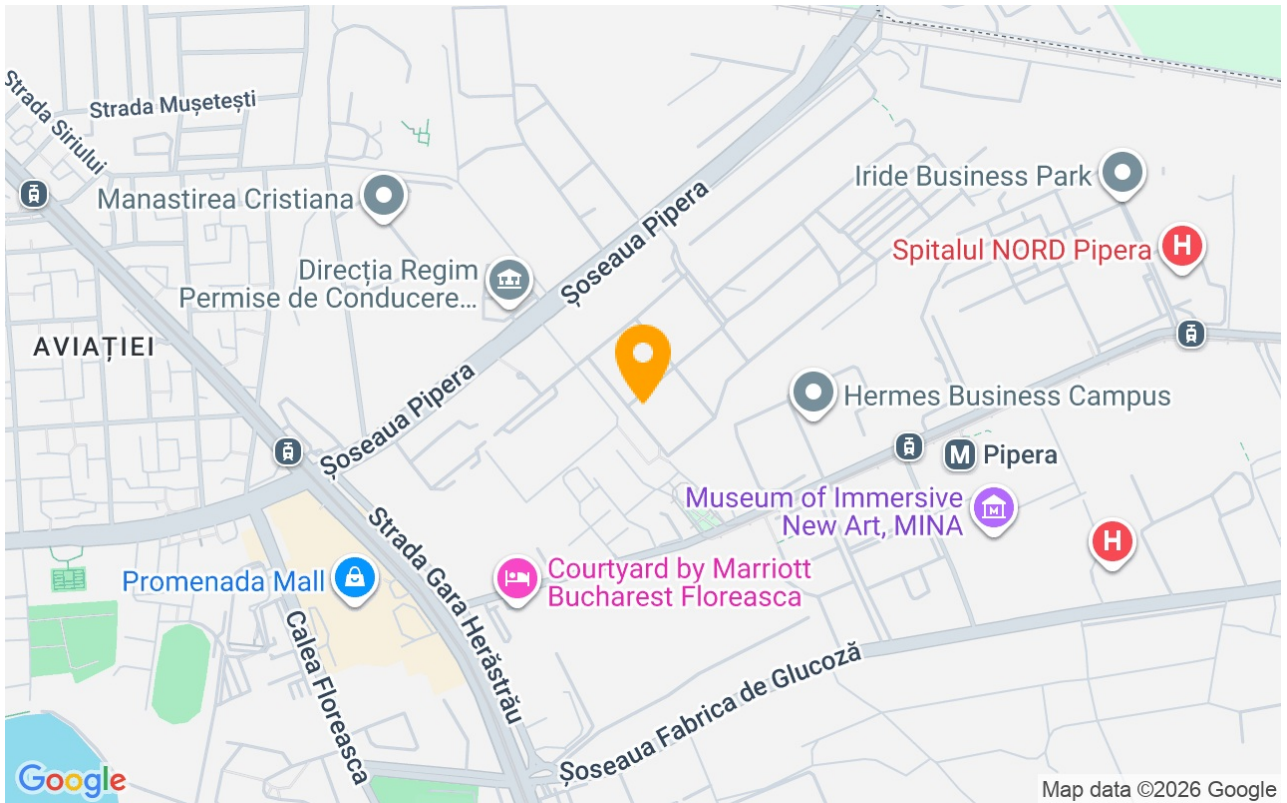 Strada Siriului
Strada Mușetești
Manastirea Cristiana
Direcția Regim
Permise de Conducere...
Șoseaua Pipera
Iride Business Park
Spitalul NORD Pipera
H
AVIAȚIEI
Șoseaua Pipera
Hermes Business Campus
M Pipera
Museum of Immersive
New Art, MINA
H
Strada Gara Herăstrău
Courtyard by Marriott
Bucharest Floreasca
Promenada Mall
Calea Floreasca
Șoseaua Fabrica de Glucoză
Google
Map data ©2026 Google